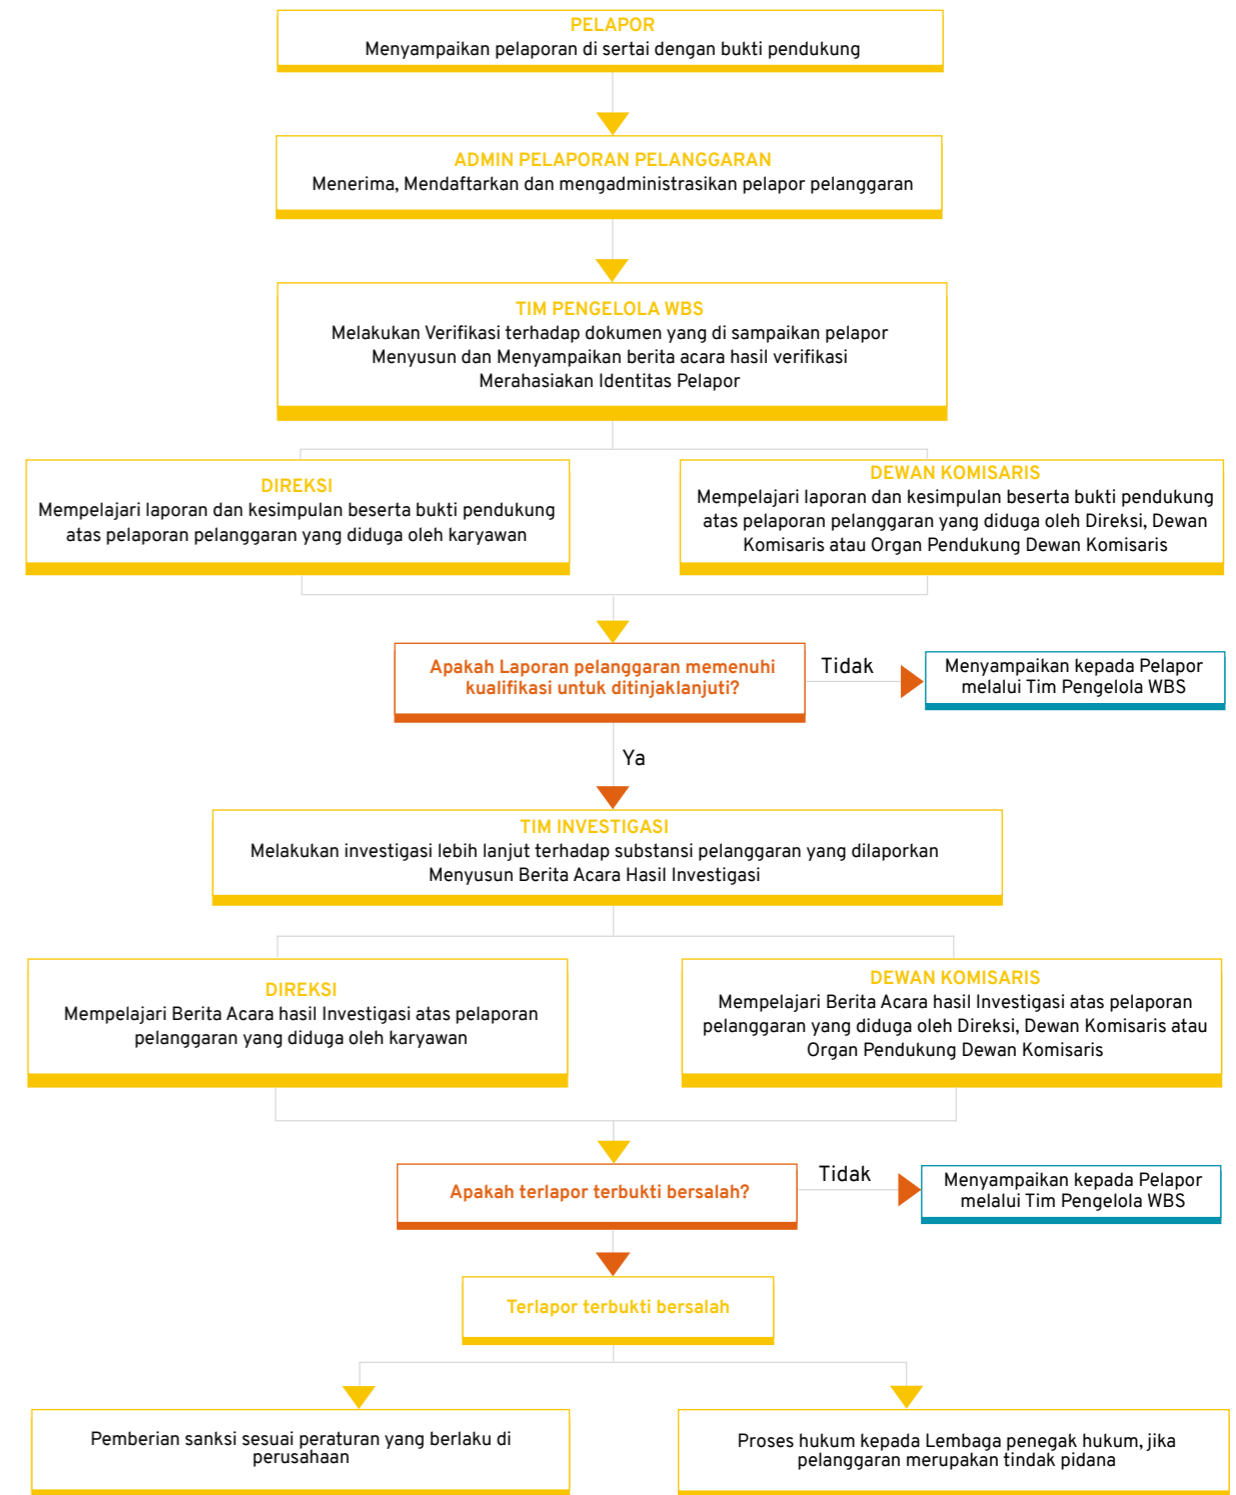 PELAPOR
Menyampaikan pelaporan di sertai dengan bukti pendukung
ADMIN PELAPORAN PELANGGARAN
Menerima, Mendaftarkan dan mengadministrasikan pelapor pelanggaran
TIM PENGELOLA WBS
Melakukan Verifikasi terhadap dokumen yang di sampaikan pelapor
Menyusun dan Menyampaikan berita acara hasil verifikasi
Merahasiakan Identitas Pelapor
DIREKSI
Mempelajari laporan dan kesimpulan beserta bukti pendukung
atas pelaporan pelanggaran yang diduga oleh karyawan
DEWAN KOMISARIS
Mempelajari laporan dan kesimpulan beserta bukti pendukung
atas pelaporan pelanggaran yang diduga oleh Direksi, Dewan
Komisaris atau Organ Pendukung Dewan Komisaris
Apakah Laporan pelanggaran memenuhi
kualifikasi untuk ditinjaklanjuti?
Tidak
Menyampaikan kepada Pelapor
melalui Tim Pengelola WBS
Ya
TIM INVESTIGASI
Melakukan investigasi lebih lanjut terhadap substansi pelanggaran yang dilaporkan
Menyusun Berita Acara Hasil Investigasi
DIREKSI
Mempelajari Berita Acara hasil Investigasi atas pelaporan
pelanggaran yang diduga oleh karyawan
DEWAN KOMISARIS
Mempelajari Berita Acara hasil Investigasi atas pelaporan
pelanggaran yang diduga oleh Direksi, Dewan Komisaris atau
Organ Pendukung Dewan Komisaris
Apakah terlapor terbukti bersalah?
Tidak
Menyampaikan kepada Pelapor
melalui Tim Pengelola WBS
Terlapor terbukti bersalah
Pemberian sanksi sesuai peraturan yang berlaku di
perusahaan
Proses hukum kepada Lembaga penegak hukum, jika
pelanggaran merupakan tindak pidana